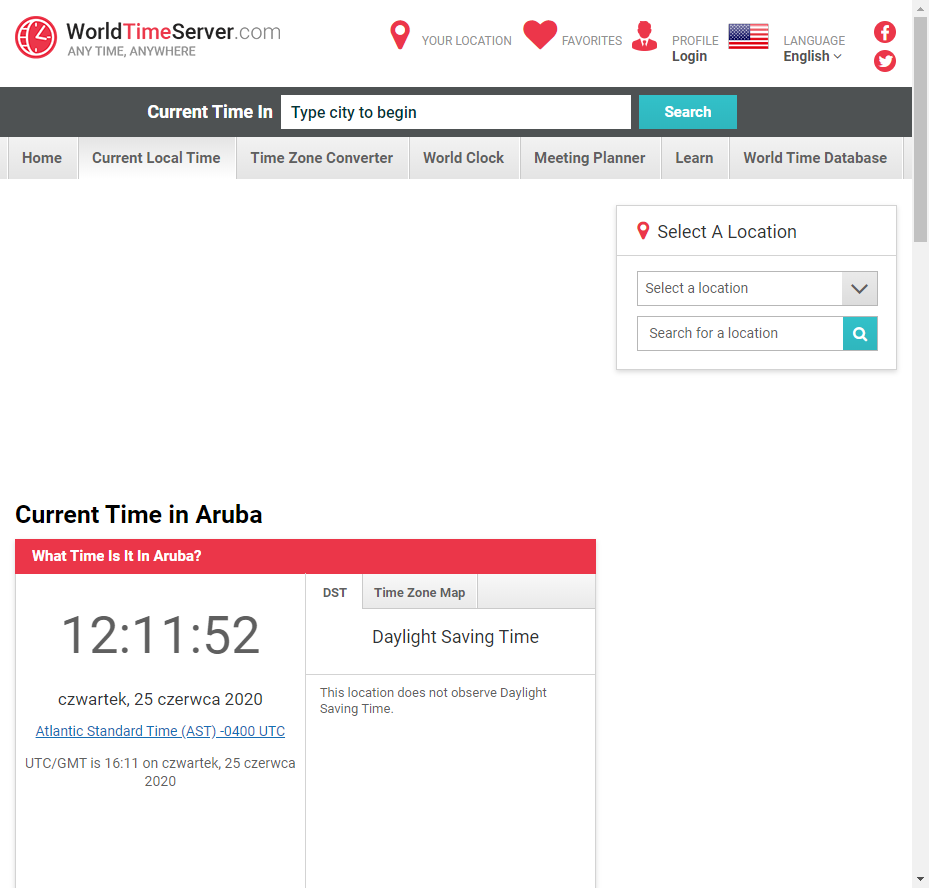 WorldTimeServer.com
ANY TIME, ANYWHERE
YOUR LOCATION
FAVORITES
PROFILE
Login
LANGUAGE
English
Current Time In
Type city to begin
Search
Home
Current Local Time
Time Zone Converter
World Clock
Meeting Planner
Learn
World Time Database
Select A Location
Select a location
Search for a location
Current Time in Aruba
What Time Is It In Aruba?
12:11:52
czwartek, 25 czerwca 2020
Atlantic Standard Time (AST) -0400 UTC
UTC/GMT is 16:11 on czwartek, 25 czerwca
2020
DST
Time Zone Map
Daylight Saving Time
This location does not observe Daylight
Saving Time.